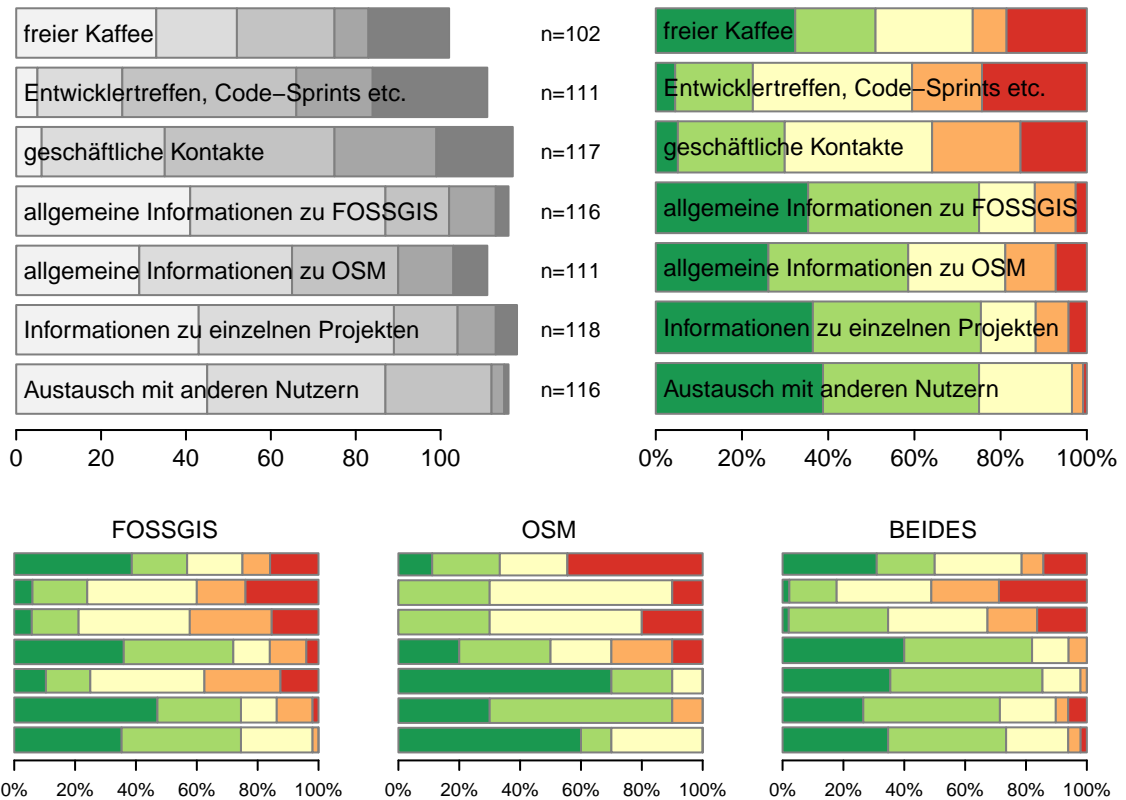 freier Kaffee
n=102
Entwicklertreffen, Code−Sprints etc.
n=111
geschäftliche Kontakte
n=117
allgemeine Informationen zu FOSSGIS
n=116
allgemeine Informationen zu OSM
n=111
Informationen zu einzelnen Projekten
n=118
Austausch mit anderen Nutzern
n=116
0 20 40 60 80 100
freier Kaffee
Entwicklertreffen, Code−Sprints etc.
geschäftliche Kontakte
allgemeine Informationen zu FOSSGIS
allgemeine Informationen zu OSM
Informationen zu einzelnen Projekten
Austausch mit anderen Nutzern
0% 20% 40% 60% 80% 100%
FOSSGIS
0% 20% 40% 60% 80% 100%
OSM
0% 20% 40% 60% 80% 100%
BEIDES
0% 20% 40% 60% 80% 100%